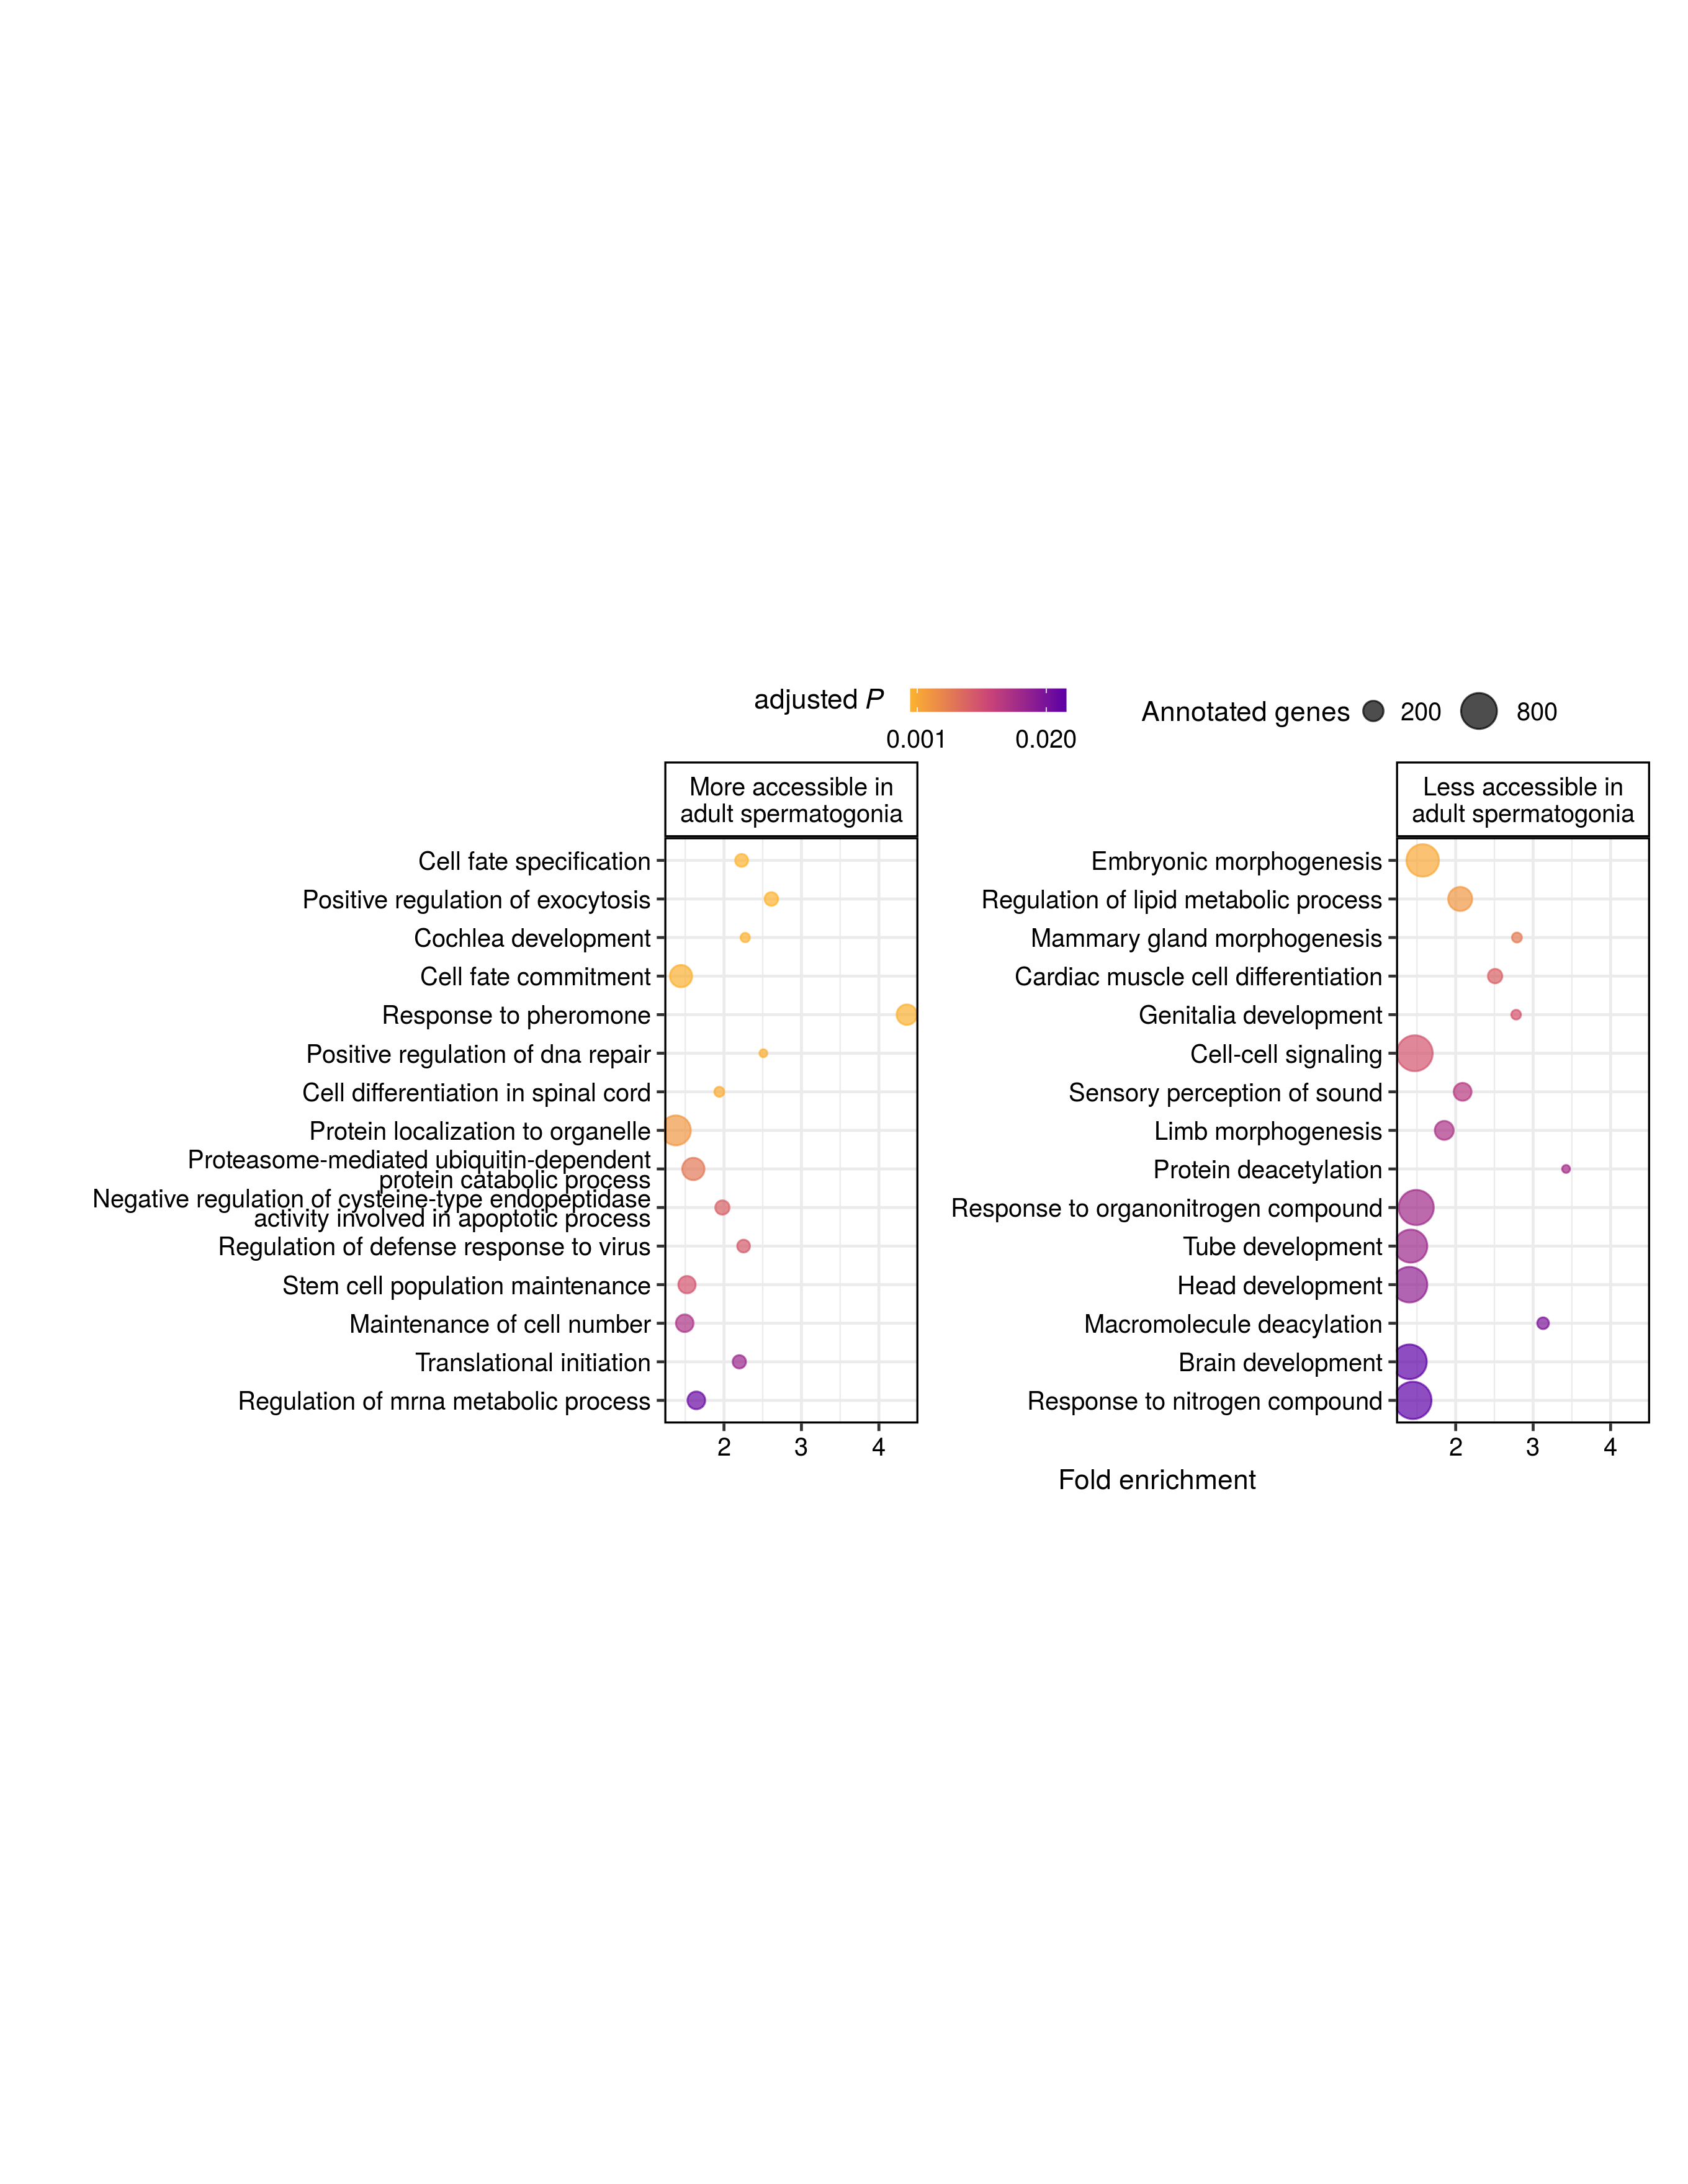 adjusted P
0.001 0.020
Annotated genes 200 800
More accessible in
adult spermatogonia
Cell fate specification
Positive regulation of exocytosis
Cochlea development
Cell fate commitment
Response to pheromone
Positive regulation of dna repair
Cell differentiation in spinal cord
Protein localization to organelle
Proteasome-mediated ubiquitin-dependent
protein catabolic process
Negative regulation of cysteine-type endopeptidase
activity involved in apoptotic process
Regulation of defense response to virus
Stem cell population maintenance
Maintenance of cell number
Translational initiation
Regulation of mrna metabolic process
2 3 4
Less accessible in
adult spermatogonia
Embryonic morphogenesis
Regulation of lipid metabolic process
Mammary gland morphogenesis
Cardiac muscle cell differentiation
Genitalia development
Cell-cell signaling
Sensory perception of sound
Limb morphogenesis
Protein deacetylation
Response to organonitrogen compound
Tube development
Head development
Macromolecule deacylation
Brain development
Response to nitrogen compound
2 3 4
Fold enrichment